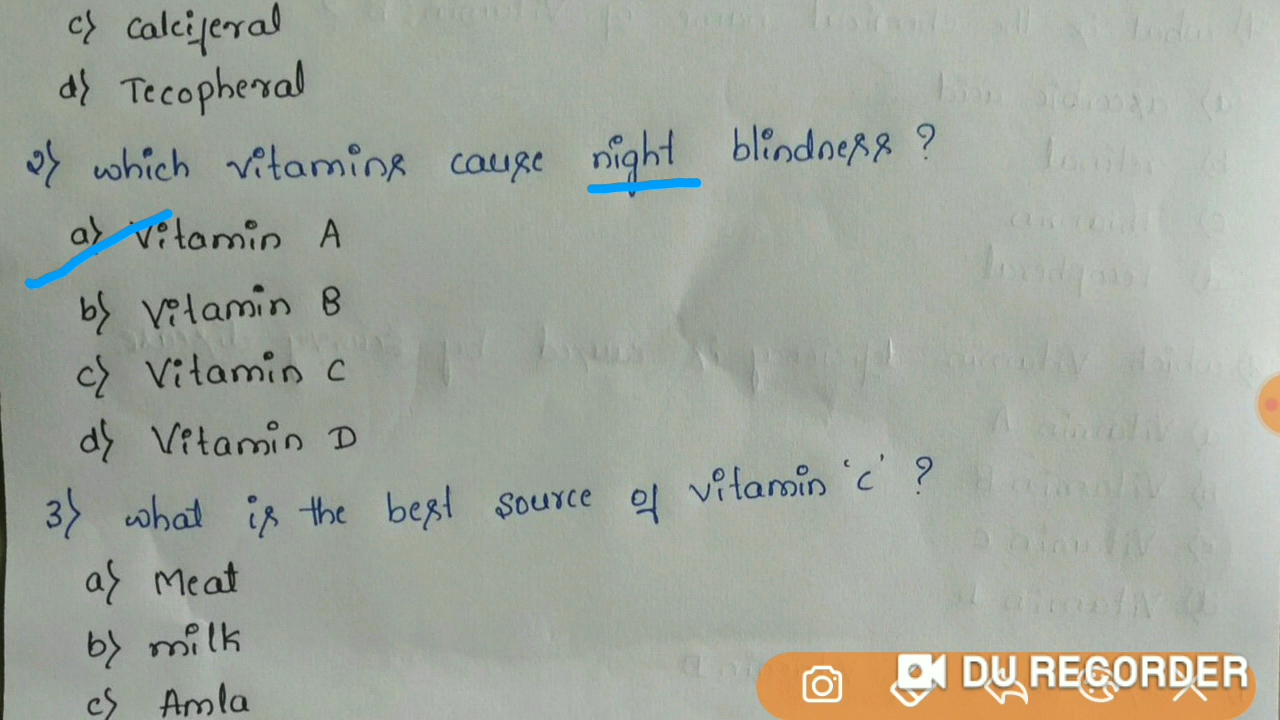 c} calciferal
d} Tecopheral
2} which vitamins cause night blindness ?
a} Vitamin A
b} Vitamin B
c} Vitamin C
d} Vitamin D
3} what is the best source of vitamin 'c' ?
a} Meat
b} milk
c} Amla
DU RECORDER